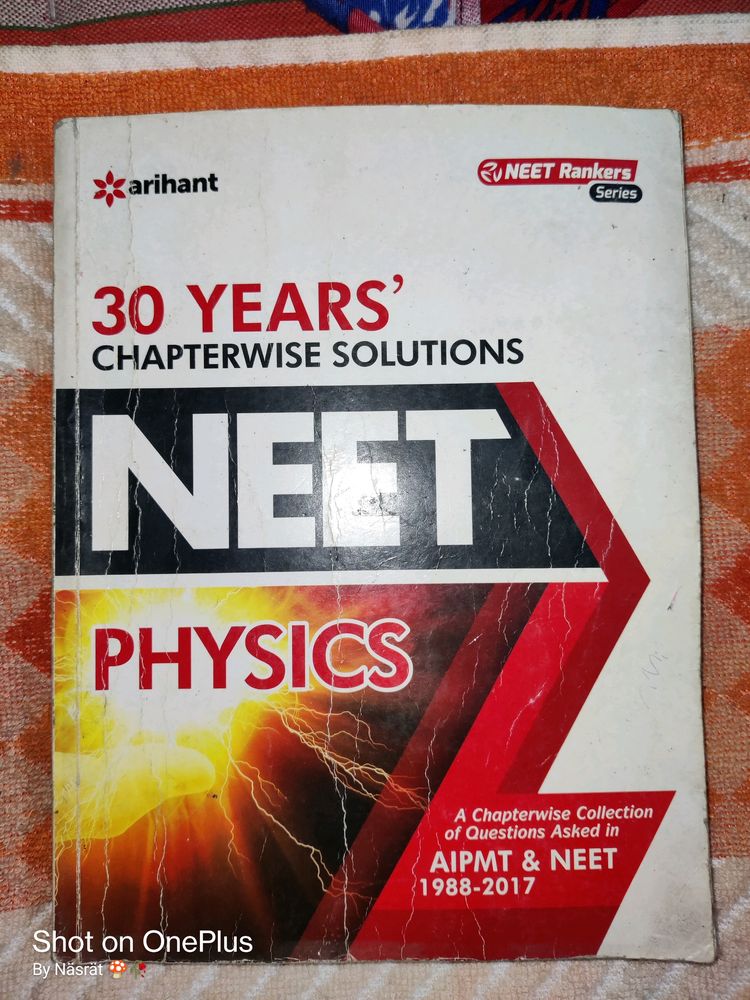 arihant
NEET Rankers
Series
30 YEARS'
CHAPTERWISE SOLUTIONS
NEET
PHYSICS
A Chapterwise Collection
of Questions Asked in
AIPMT & NEET
1988-2017
Shot on OnePlus
By Näsrät 🍄🥀